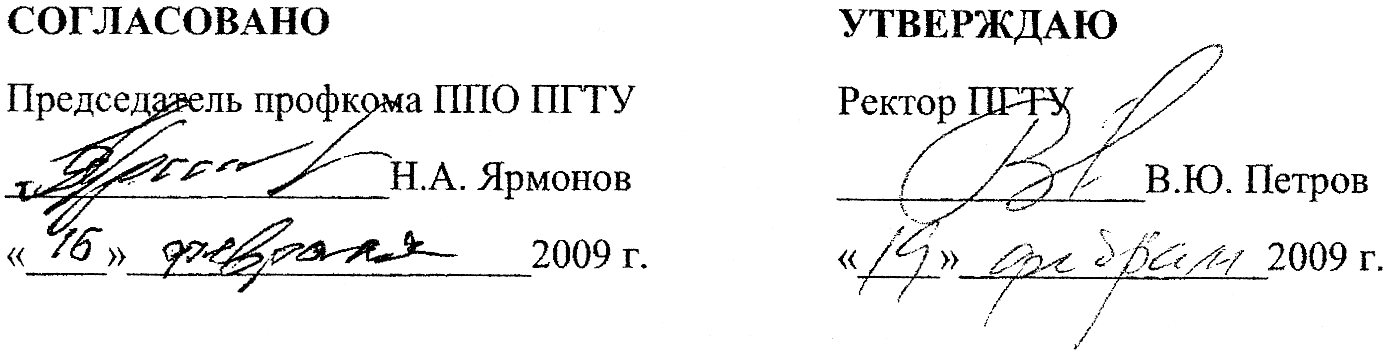 СОГЛАСОВАНО
Председатель профкома ППО ПГТУ
Н.А. Ярмонов
«16» февраля 2009 г.
УТВЕРЖДАЮ
Ректор ПГТУ
В.Ю. Петров
«19» февраля 2009 г.